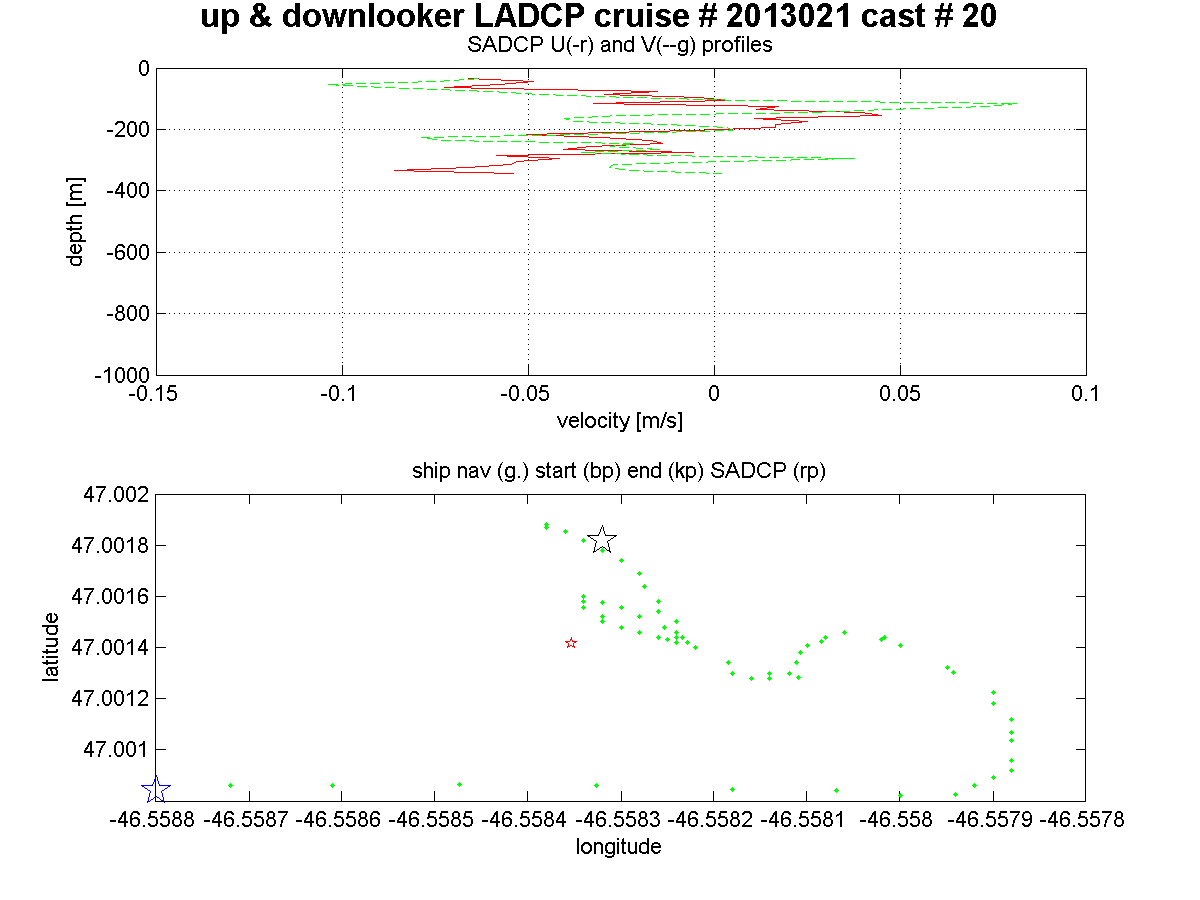 up & downlooker LADCP cruise # 2013021 cast # 20
SADCP U(-r) and V(--g) profiles
0
-200
-400
-600
-800
-1000
depth [m]
-0.15 -0.1 -0.05 0 0.05 0.1
velocity [m/s]
ship nav (g.) start (bp) end (kp) SADCP (rp)
47.002
47.0018
47.0016
47.0014
47.0012
47.001
latitude
-46.5588 -46.5587 -46.5586 -46.5585 -46.5584 -46.5583 -46.5582 -46.5581 -46.558 -46.5579 -46.5578
longitude